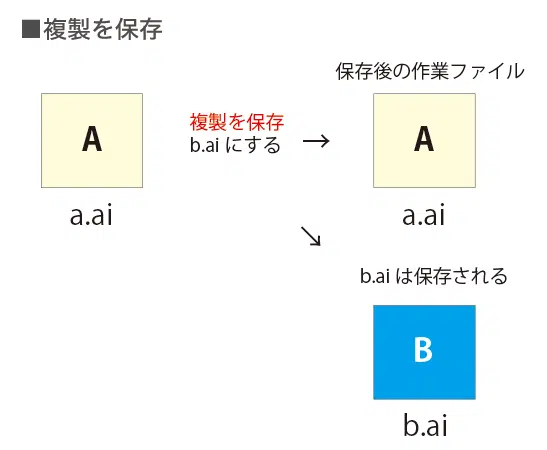 ■複製を保存
保存後の作業ファイル
A
複製を保存
b.ai にする
→
A
a.ai
a.ai
↘
b.ai は保存される
B
b.ai